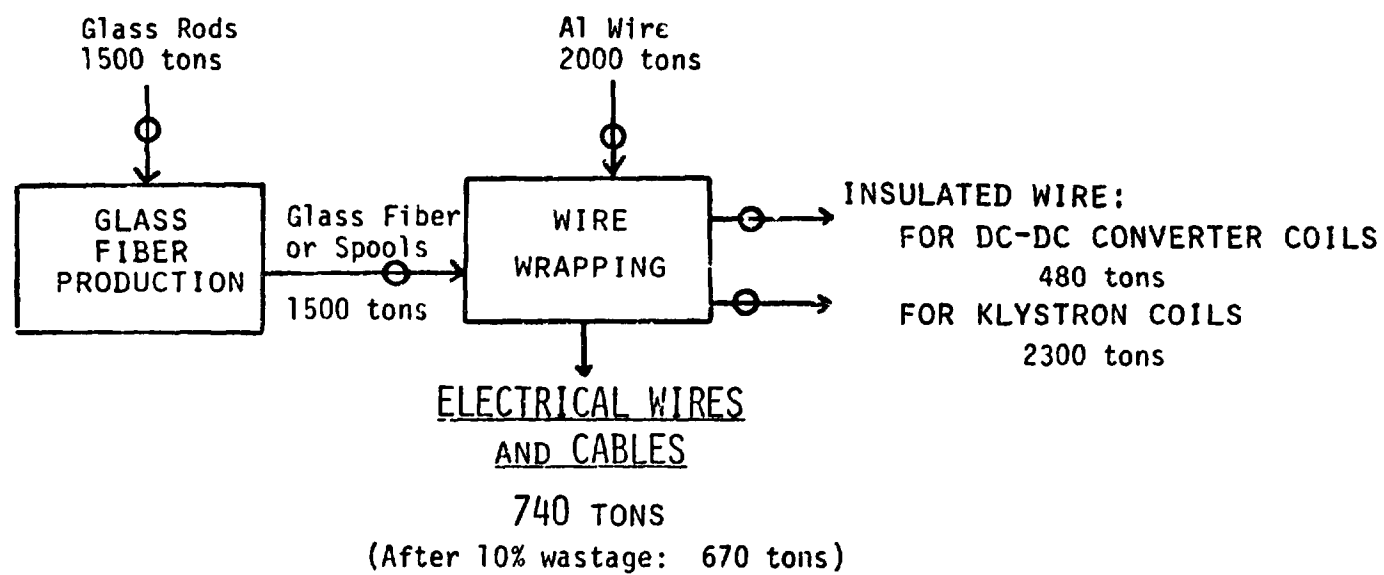 Glass Rods
1500 tons
Al Wire
2000 tons
GLASS
FIBER
PRODUCTION
Glass Fiber
or Spools
1500 tons
WIRE
WRAPPING
INSULATED WIRE:
FOR DC-DC CONVERTER COILS
480 tons
FOR KLYSTRON COILS
2300 tons
ELECTRICAL WIRES
AND CABLES
740 TONS
(After 10% wastage: 670 tons)